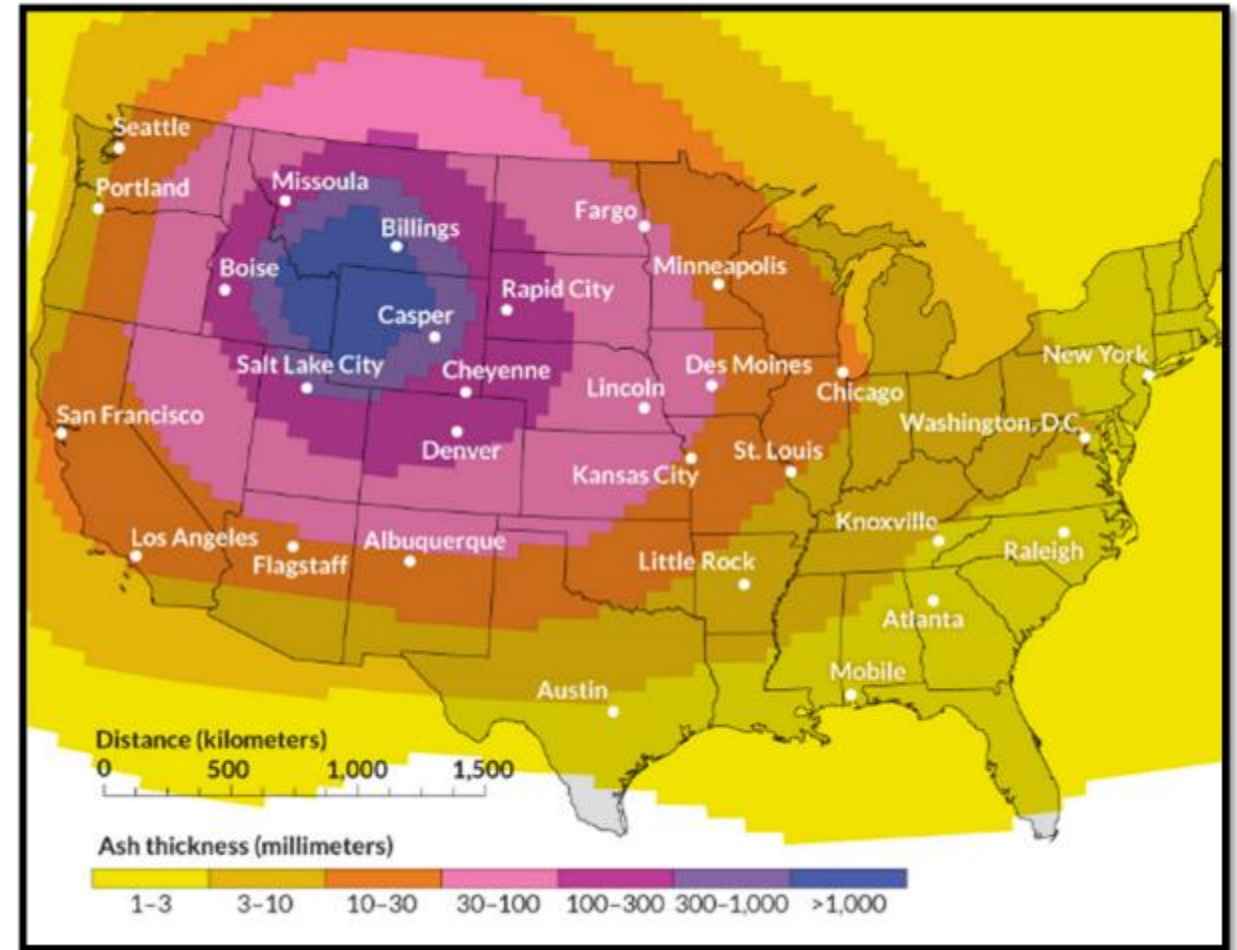 Seattle
Portland
Missoula
Billings
Fargo
Boise
Minneapolis
Rapid City
Casper
Salt Lake City
Cheyenne
Des Moines
New York
Lincoln
Chicago
San Francisco
Washington, D.C.
Denver
St. Louis
Kansas City
Knoxville
Los Angeles
Albuquerque
Raleigh
Flagstaff
Little Rock
Atlanta
Mobile
Austin
Distance (kilometers)
0 500 1,000 1,500
Ash thickness (millimeters)
1–3 3–10 10–30 30–100 100–300 300–1,000 >1,000